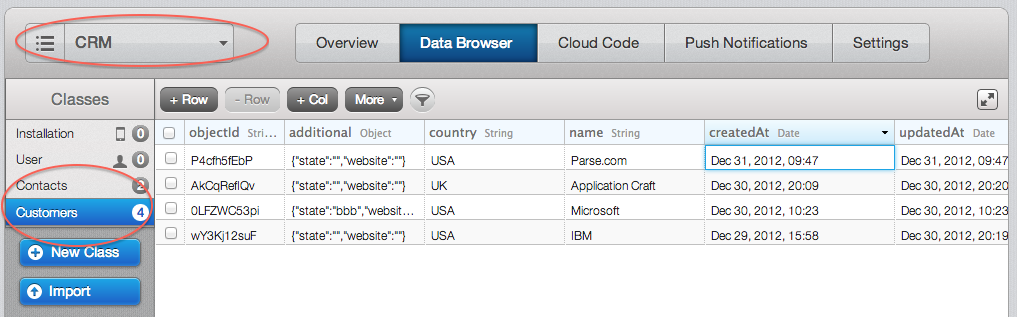 CRM
Overview
Data Browser
Cloud Code
Push Notifications
Settings
Classes
+ Row
- Row
+ Col
More
Installation 0
User 0
Contacts 2
Customers 4
New Class
Import
objectId Stri... additional Object country String name String createdAt Date updatedAt Date
P4cfh5fEbP {"state":"","website":""} USA Parse.com Dec 31, 2012, 09:47 Dec 31, 2012, 09:47
AkCqRefIQv {"state":"","website":""} UK Application Craft Dec 30, 2012, 20:09 Dec 30, 2012, 20:20
0LFZWC53pi {"state":"bbb","websit... USA Microsoft Dec 30, 2012, 10:23 Dec 30, 2012, 10:23
wY3Kj12suF {"state":"","website":""} USA IBM Dec 29, 2012, 15:58 Dec 30, 2012, 20:19